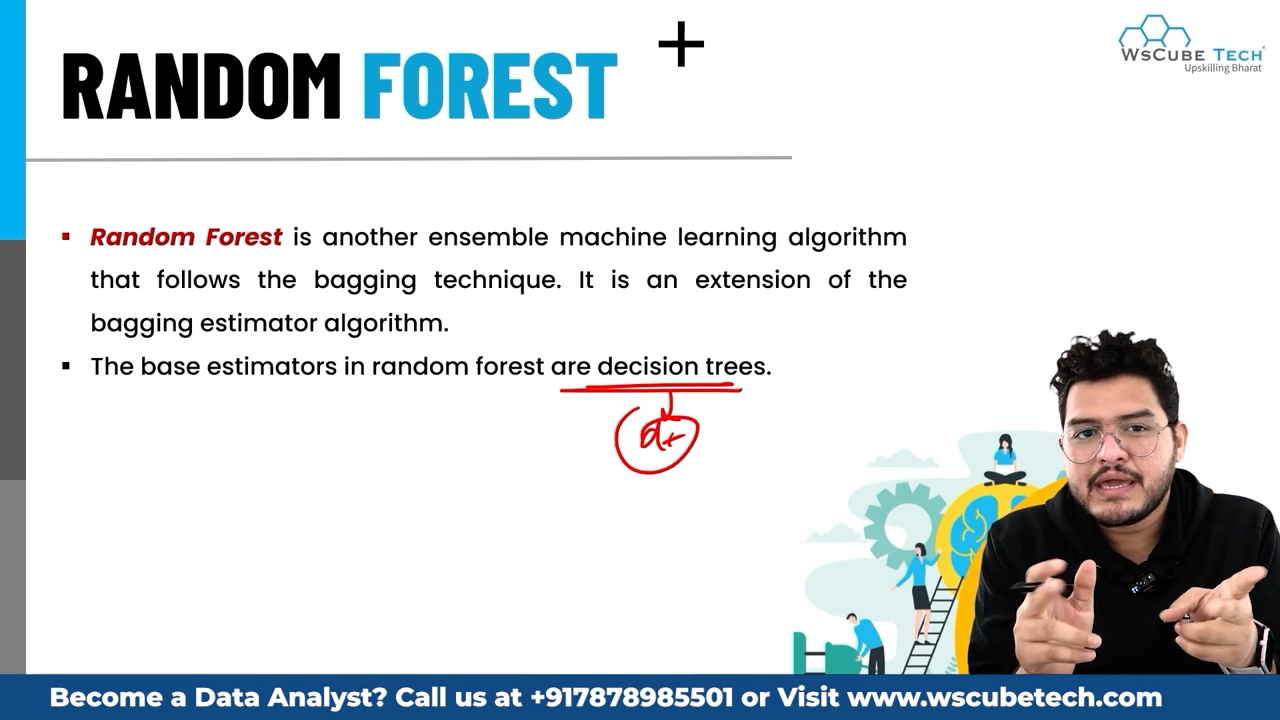 RANDOM FOREST
WsCube Tech
Upskilling Bharat
▪ Random Forest is another ensemble machine learning algorithm
that follows the bagging technique. It is an extension of the
bagging estimator algorithm.
▪ The base estimators in random forest are decision trees.
dt
Become a Data Analyst? Call us at +917878985501 or Visit www.wscubetech.com